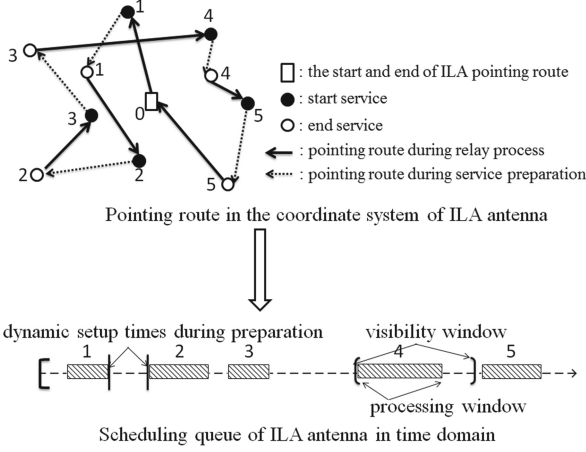 1
4
3
1
4
0
3
5
2
2
5
: the start and end of ILA pointing route
: start service
: end service
: pointing route during relay process
: pointing route during service preparation
Pointing route in the coordinate system of ILA antenna
dynamic setup times during preparation
visibility window
1 2 3 4 5
processing window
Scheduling queue of ILA antenna in time domain